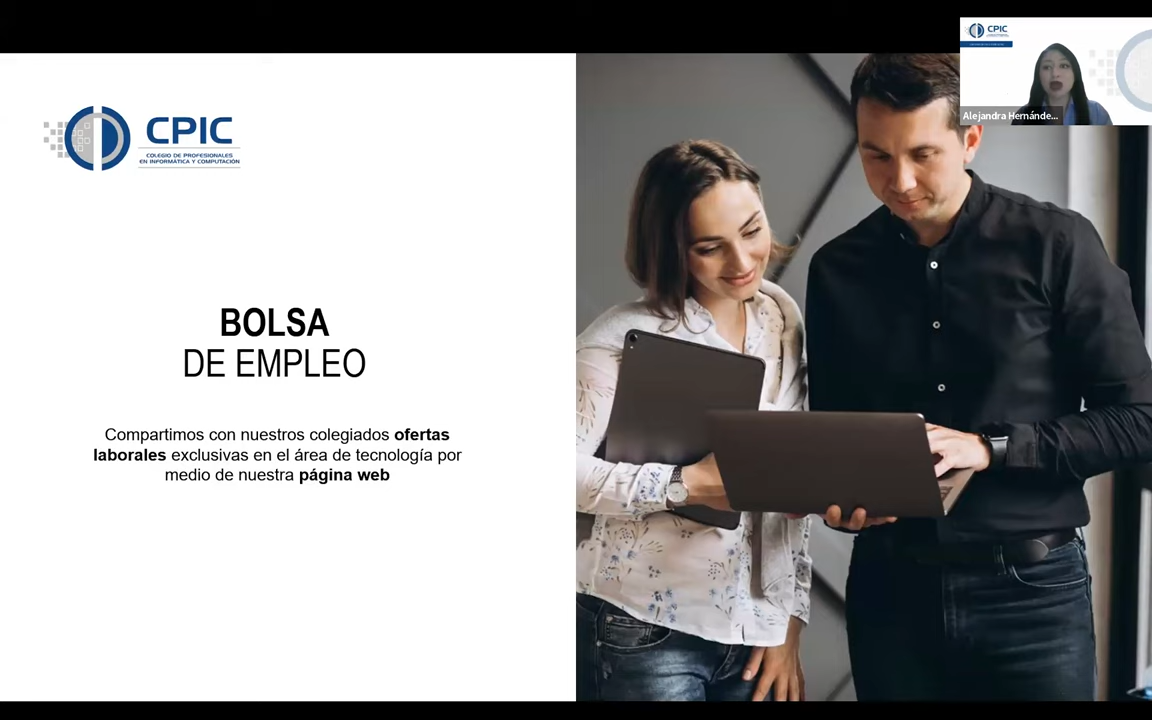 CPIC
COLEGIO DE PROFESIONALES
EN INFORMÁTICA Y COMPUTACIÓN
BOLSA
DE EMPLEO
Compartimos con nuestros colegiados ofertas
laborales exclusivas en el área de tecnología por
medio de nuestra página web
CPIC
Alejandra Hernánde...